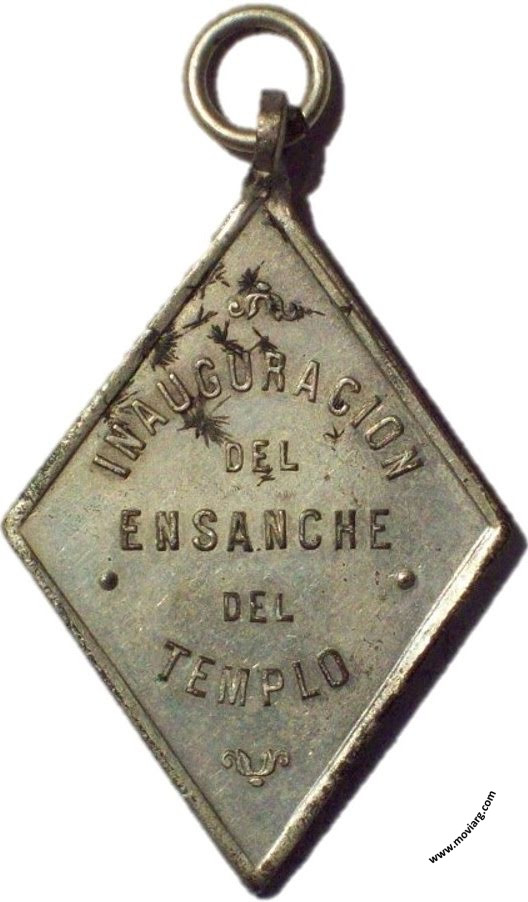 INAUGURACION
DEL
ENSANCHE
DEL
TEMPLO
www.moviarg.com